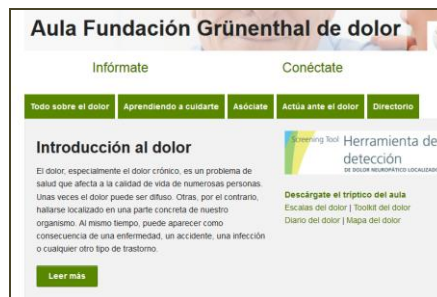 Aula Fundación Grünenthal de dolor
Infórmate
Conéctate
Todo sobre el dolor
Aprendiendo a cuidarte
Asóciate
Actúa ante el dolor
Directorio
Introducción al dolor
El dolor, especialmente el dolor crónico, es un problema de
salud que afecta a la calidad de vida de numerosas personas.
Unas veces el dolor puede ser difuso. Otras, por el contrario,
hallarse localizado en una parte concreta de nuestro
organismo. Al mismo tiempo, puede aparecer como
consecuencia de una enfermedad, un accidente, una infección
o cualquier otro tipo de trastorno.
Leer más
Screening Tool
Herramienta de
detección
DE DOLOR NEUROPÁTICO LOCALIZADO
Descárgate el tríptico del aula
Escalas del dolor | Toolkit del dolor
Diario del dolor | Mapa del dolor